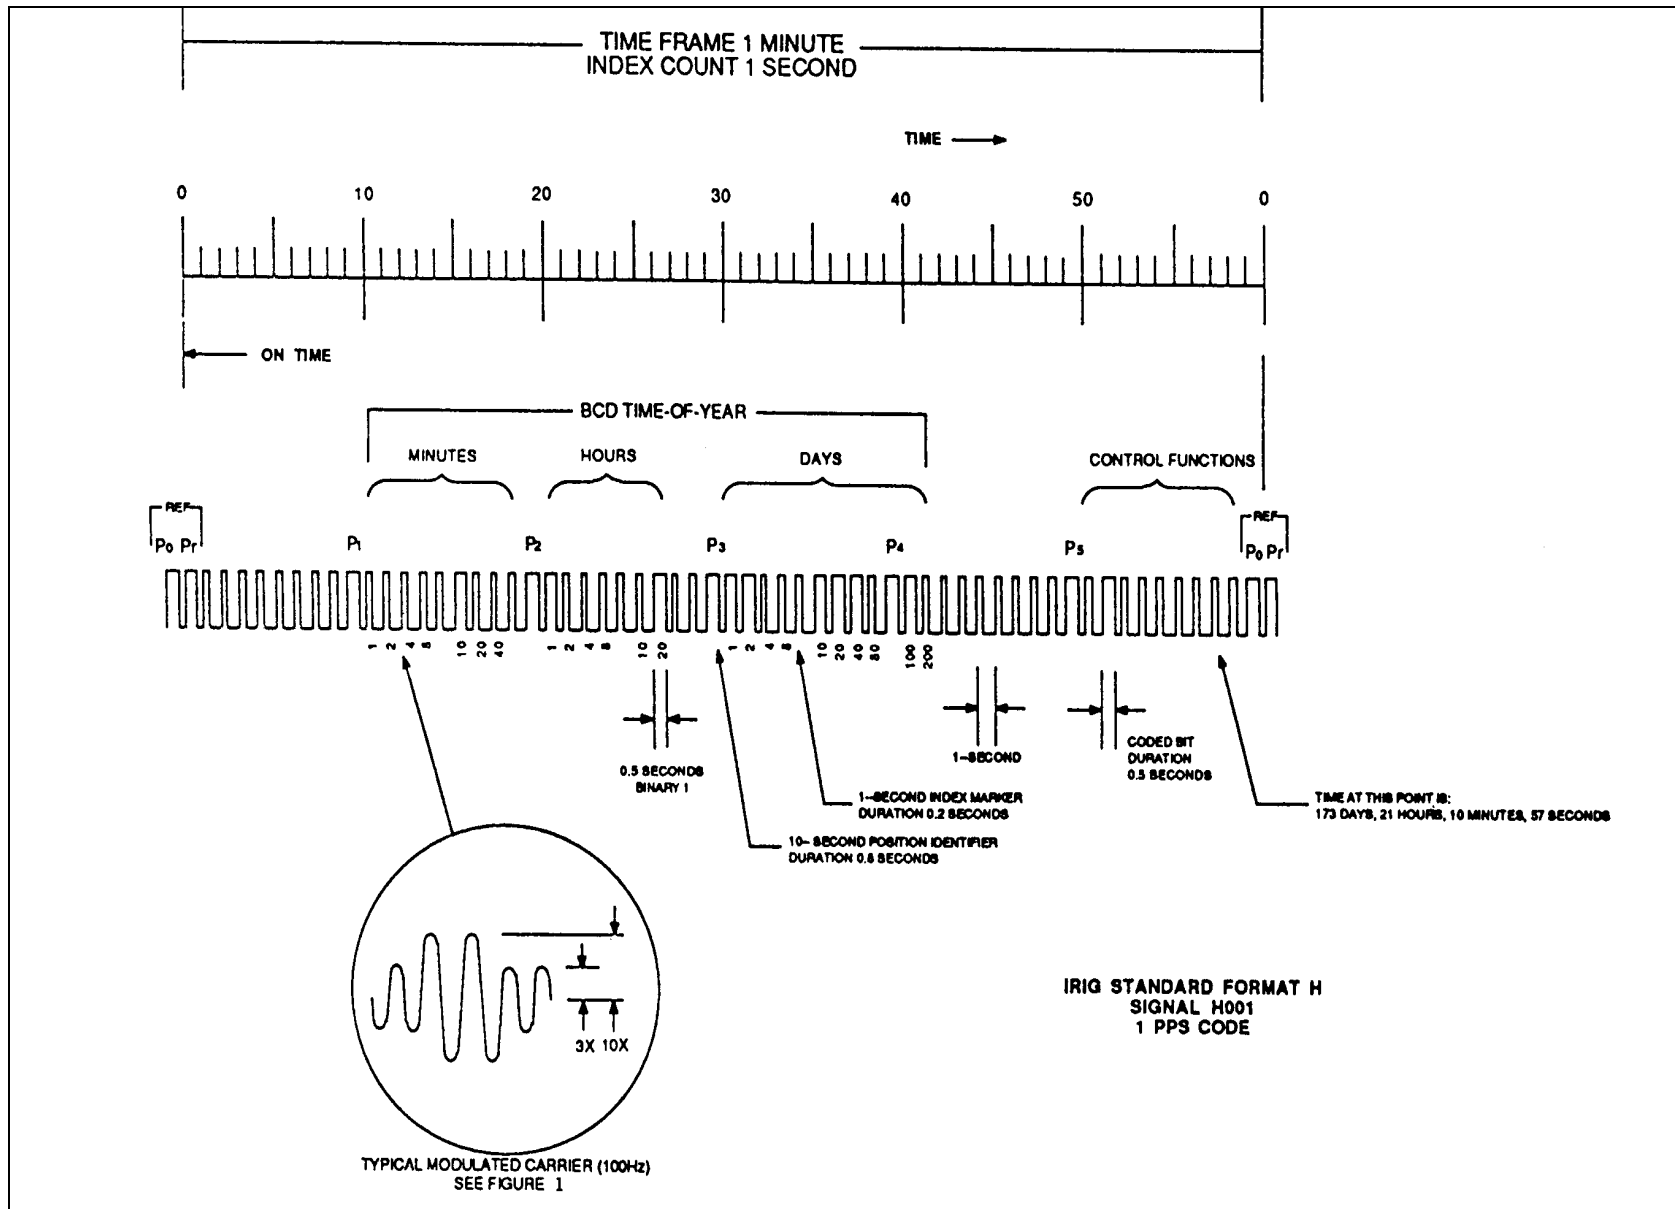 TIME FRAME 1 MINUTE
INDEX COUNT 1 SECOND
TIME
0 10 20 30 40 50 0
ON TIME
BCD TIME-OF-YEAR
MINUTES HOURS DAYS CONTROL FUNCTIONS
REF REF
P0 Pr P1 P2 P3 P4 P5 P0 Pr
1 2 4 8 10 20 40 1 2 4 8 10 20 1 2 4 8 10 20 40 80 100 200
0.5 SECONDS
BINARY 1
1-SECOND
CODED BIT
DURATION
0.5 SECONDS
1-SECOND INDEX MARKER
DURATION 0.2 SECONDS
TIME AT THIS POINT IS:
173 DAYS, 21 HOURS, 10 MINUTES, 57 SECONDS
10- SECOND POSITION IDENTIFIER
DURATION 0.8 SECONDS
3X 10X
IRIG STANDARD FORMAT H
SIGNAL H001
1 PPS CODE
TYPICAL MODULATED CARRIER (100Hz)
SEE FIGURE 1